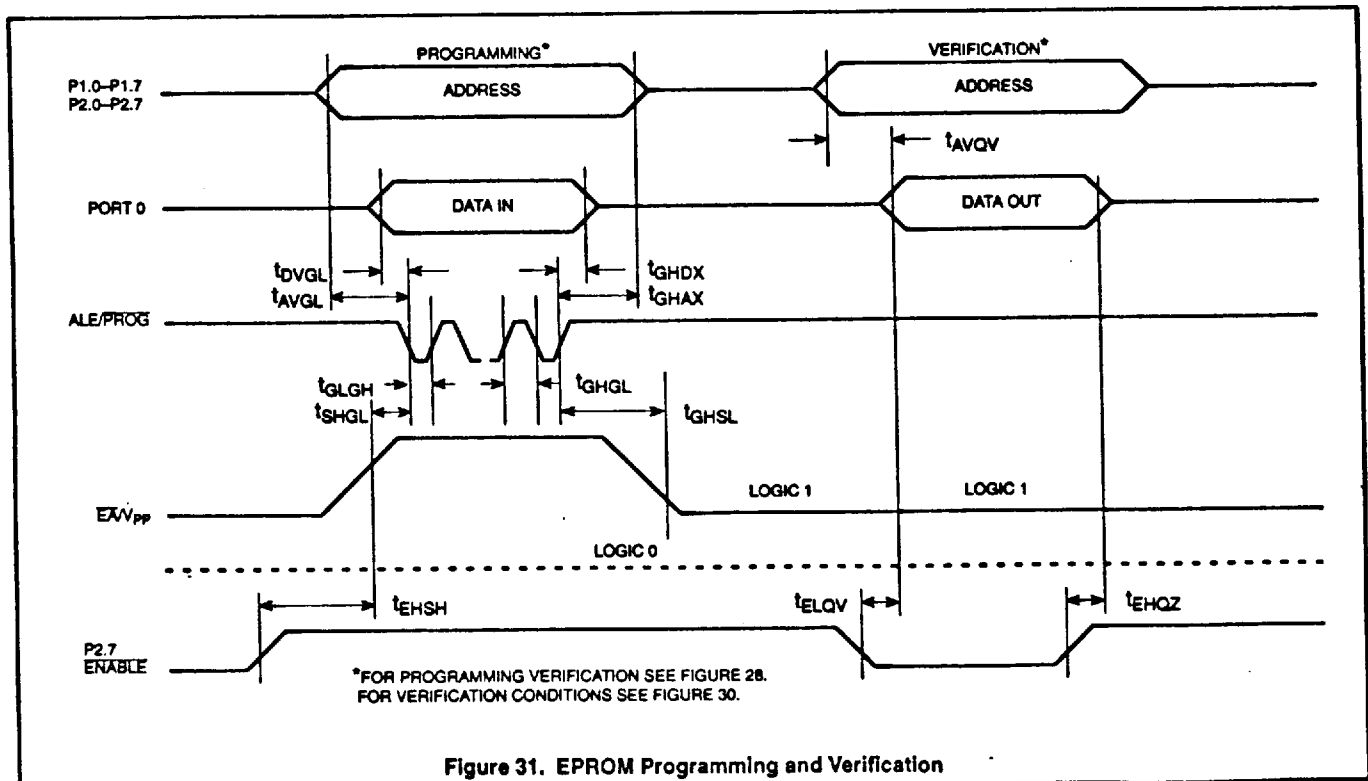 PROGRAMMING*
VERIFICATION*
P1.0–P1.7
P2.0–P2.7
ADDRESS
ADDRESS
tAVQV
PORT 0
DATA IN
DATA OUT
tDVGL
tGHDX
tAVGL
tGHAX
ALE/PROG
tGLGH
tGHGL
tSHGL
tGHSL
LOGIC 1
LOGIC 1
EA/VPP
LOGIC 0
tEHSH
tELQV
tEHQZ
P2.7
ENABLE
*FOR PROGRAMMING VERIFICATION SEE FIGURE 28.
FOR VERIFICATION CONDITIONS SEE FIGURE 30.
Figure 31. EPROM Programming and Verification